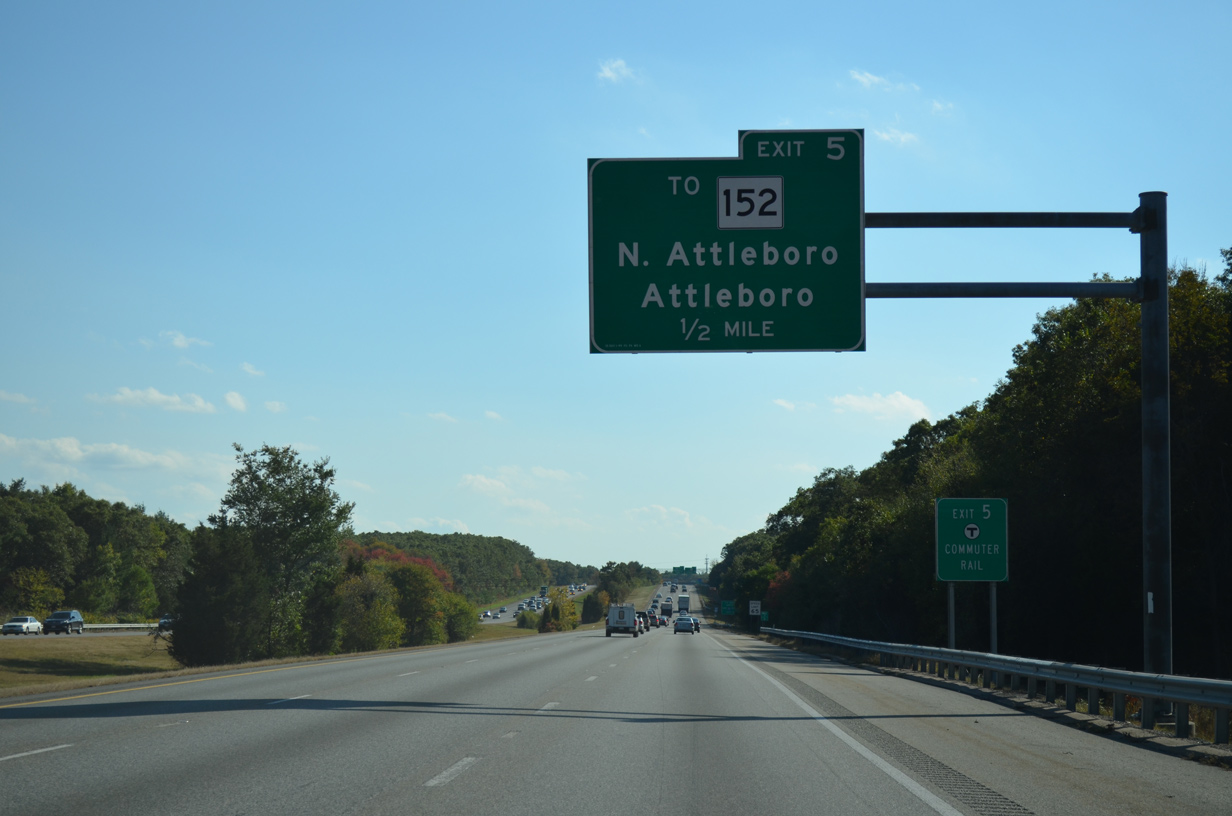 EXIT 5
TO 152
N. Attleboro
Attleboro
1/2 MILE
EXIT 5
T
COMMUTER
RAIL